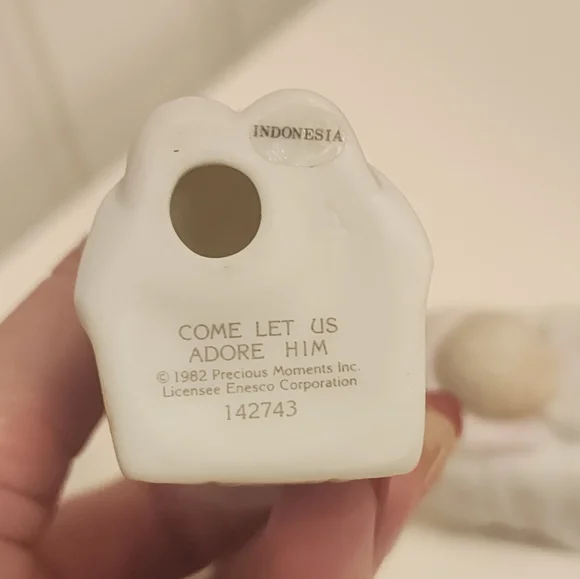 INDONESIA
COME LET US
ADORE HIM
© 1982 Precious Moments Inc.
Licensee Enesco Corporation
142743